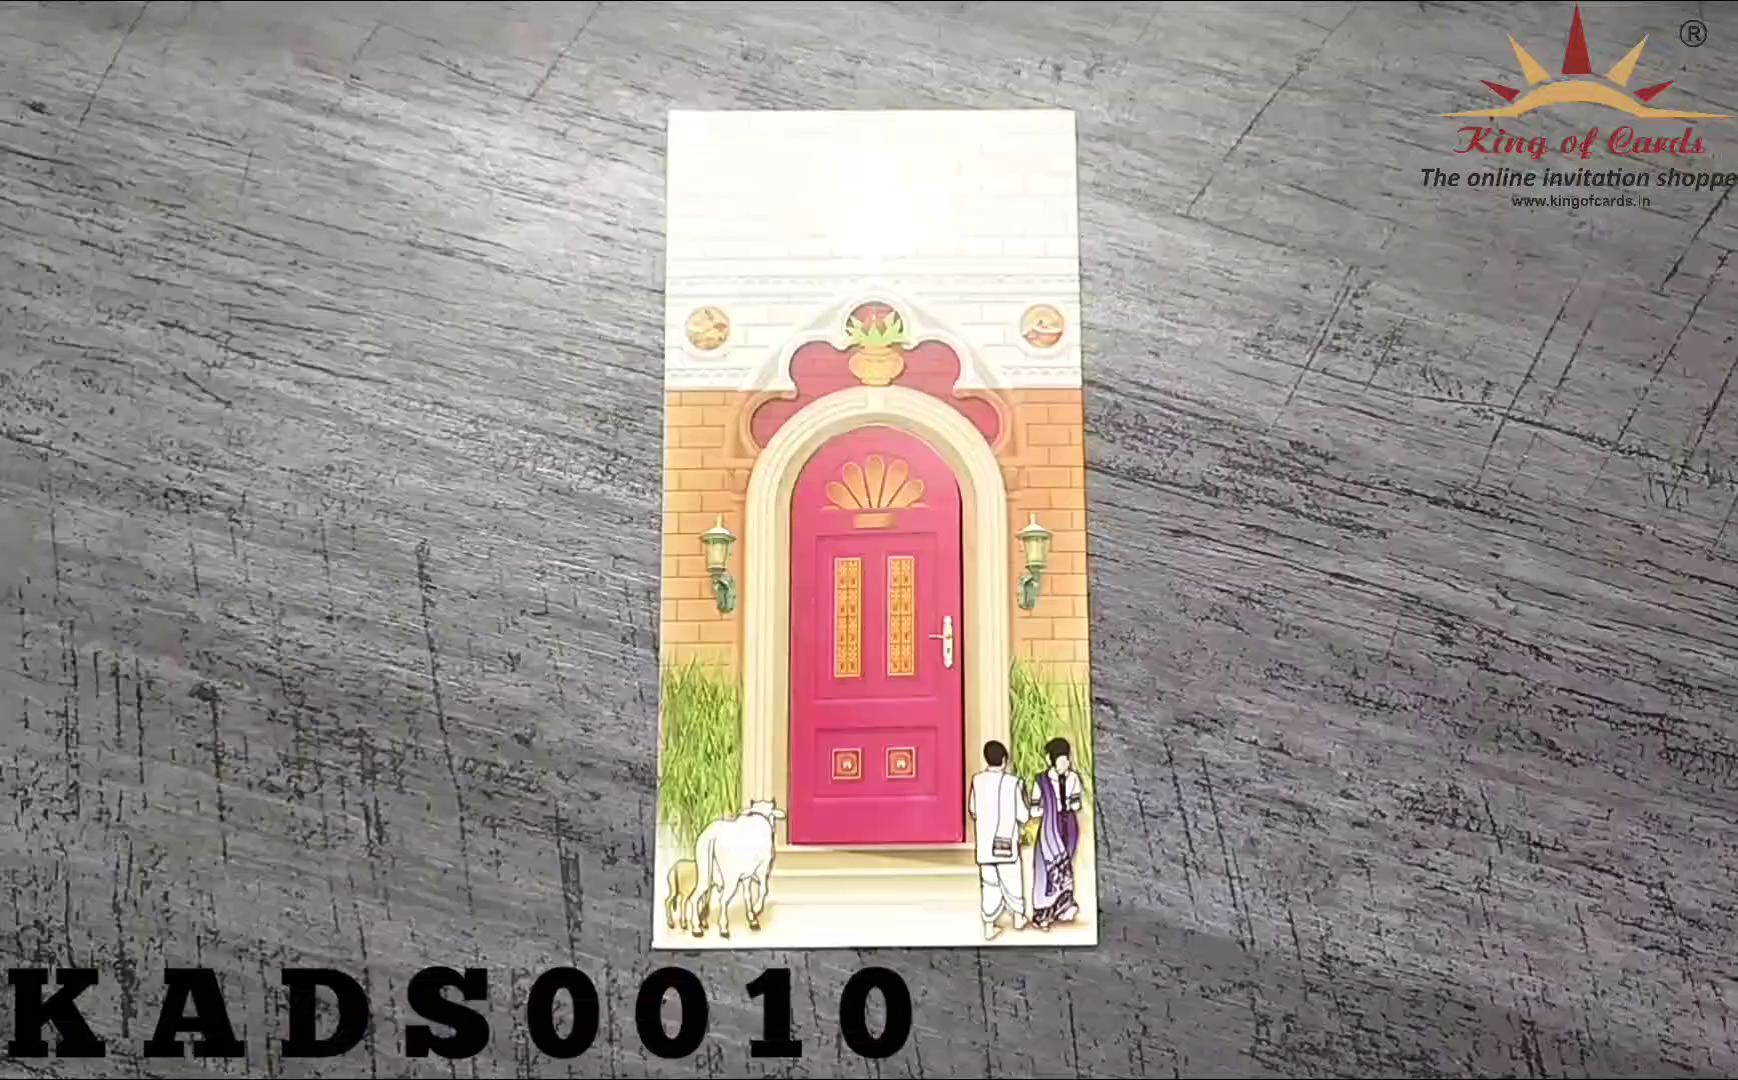 ®
King of Cards
The online invitation shoppe
www.kingofcards.in
KADS0010